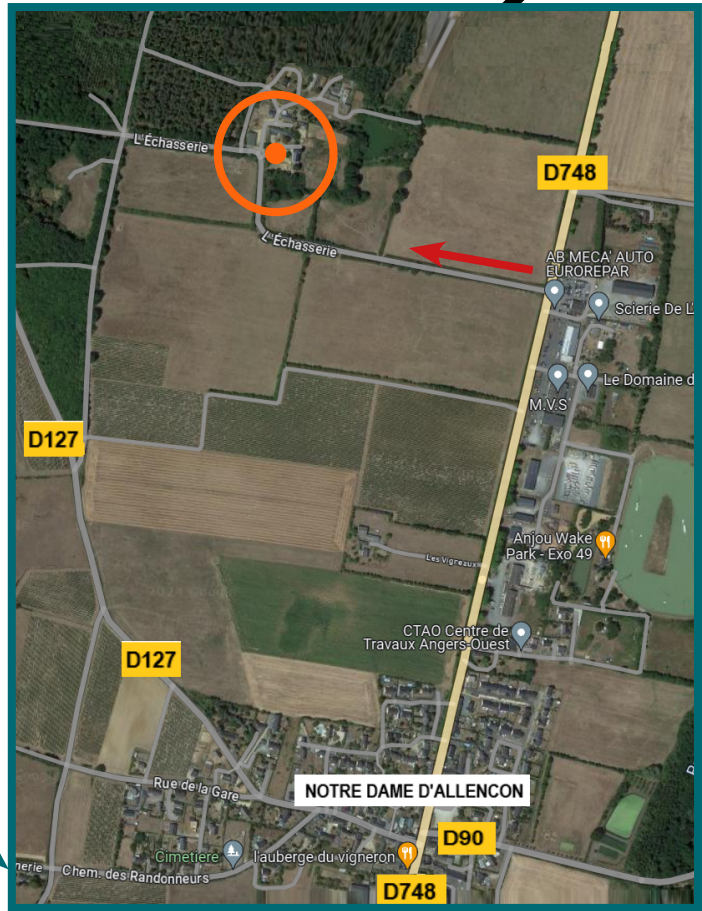 L'Échasserie
D748
L'Échasserie
AB MECA' AUTO
EUROREPAR
Scierie De L'
Le Domaine d
M.V.S
D127
Anjou Wake
Park - Exo 49
Les Vigreaux
CTAO Centre de
Travaux Angers-Ouest
D127
Rue de la Gare
NOTRE DAME D'ALLENCON
D90
Cimetière
l'auberge du vigneron
nerie
Chem. des Randonneurs
D748